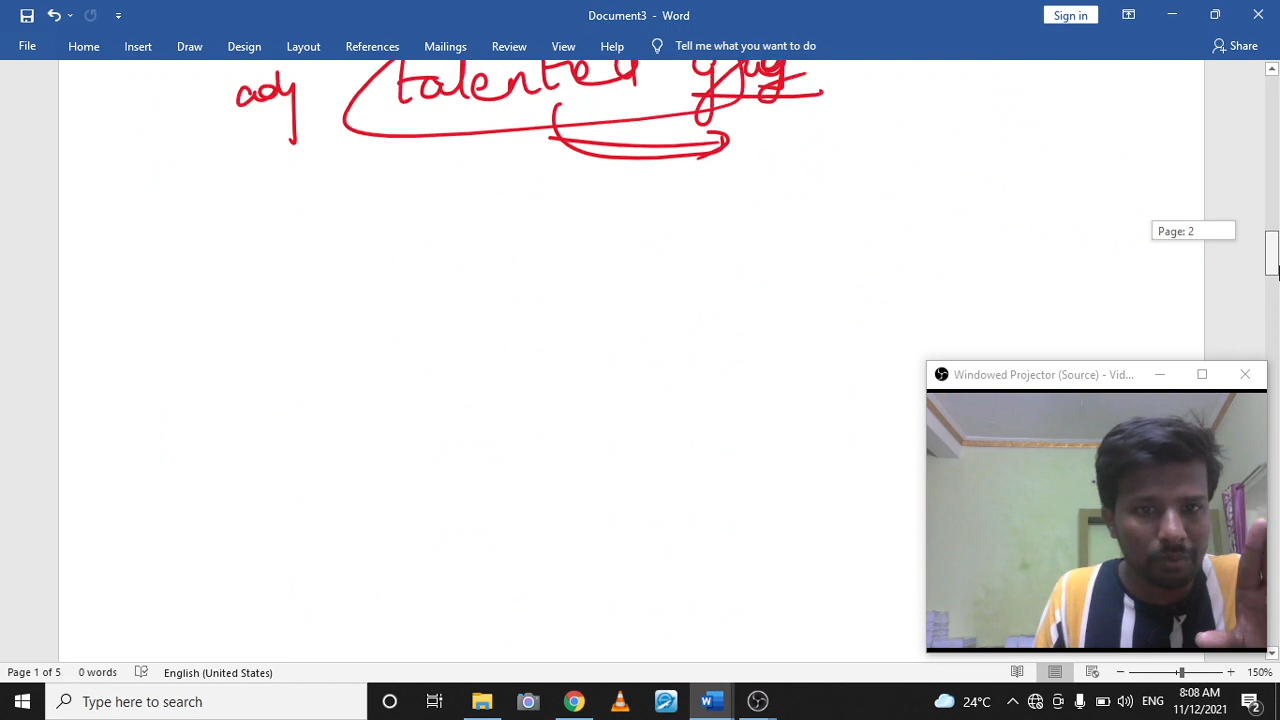 Document3 - Word
Sign in
File Home Insert Draw Design Layout References Mailings Review View Help Tell me what you want to do Share
adj talented
Page: 2
Windowed Projector (Source) - Vid...
Page 1 of 5 0 words English (United States) 150%
Type here to search
24°C ENG 8:08 AM
11/12/2021
2